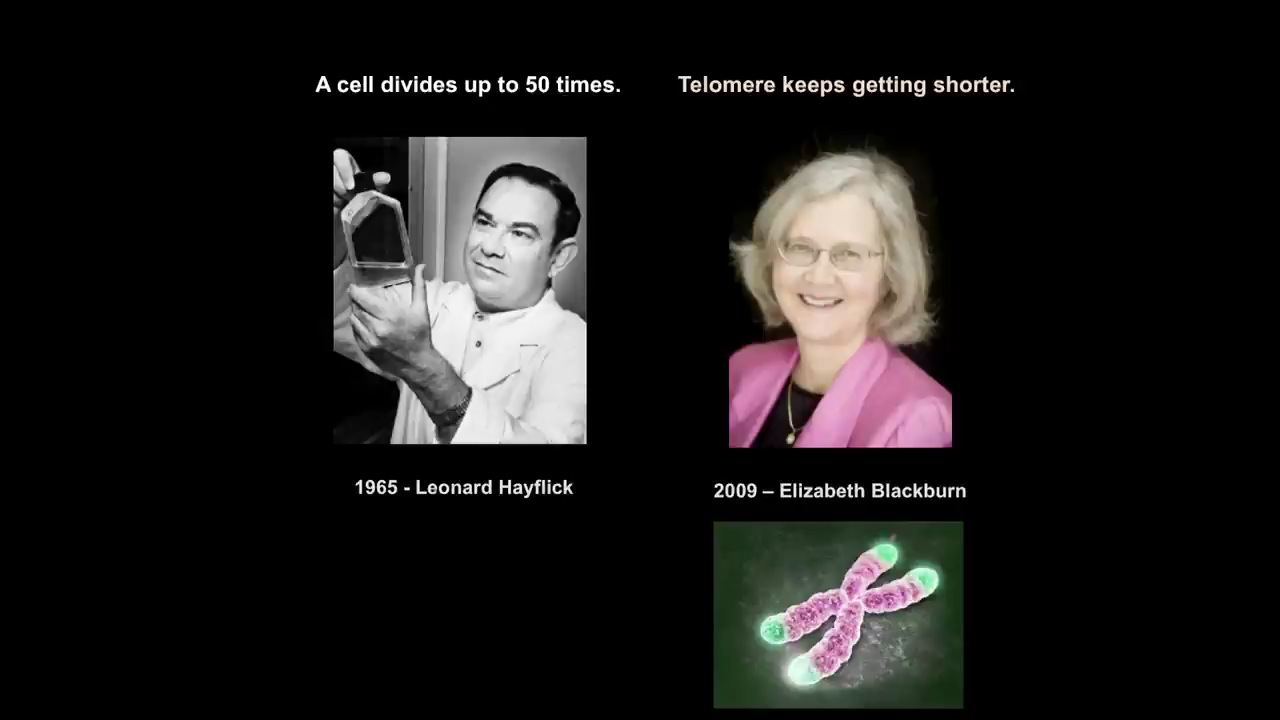 A cell divides up to 50 times.
Telomere keeps getting shorter.
1965 - Leonard Hayflick
2009 – Elizabeth Blackburn